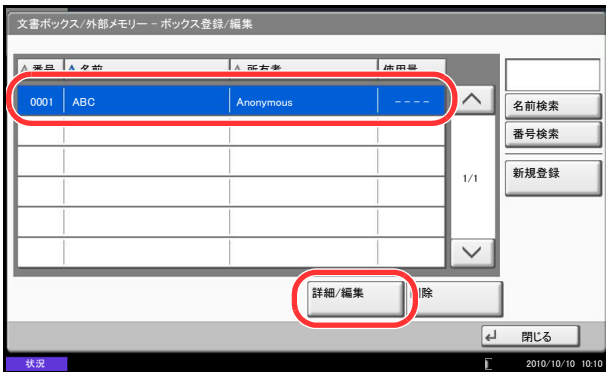 文書ボックス/外部メモリー - ボックス登録/編集
番号 名前 所有者 使用量
0001 ABC Anonymous ----
名前検索
番号検索
1/1
新規登録
詳細/編集 削除
閉じる
状況 2010/10/10 10:10